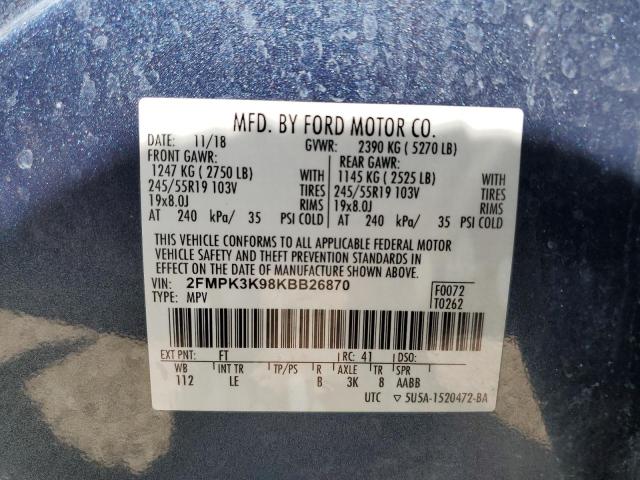 MFD. BY FORD MOTOR CO.
DATE: 11/18 GVWR: 2390 KG ( 5270 LB)
FRONT GAWR: REAR GAWR:
1247 KG ( 2750 LB) 1145 KG ( 2525 LB)
245/55R19 103V TIRES 245/55R19 103V TIRES
19x8.0J RIMS 19x8.0J RIMS
AT 240 kPa/ 35 PSI COLD AT 240 kPa/ 35 PSI COLD
THIS VEHICLE CONFORMS TO ALL APPLICABLE FEDERAL MOTOR
VEHICLE SAFETY AND THEFT PREVENTION STANDARDS IN
EFFECT ON THE DATE OF MANUFACTURE SHOWN ABOVE.
VIN: 2FMPK3K98KBB26870 F0072
TYPE: MPV T0262
EXT PNT: FT RC: 41 DSO:
WB INT TR TP/PS R AXLE TR SPR
112 LE B 3K 8 AABB
UTC ▽ 5U5A-1520472-BA